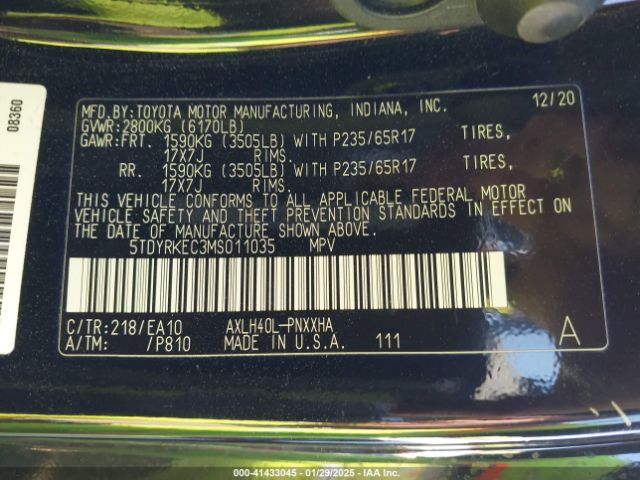 08360
MFD.BY:TOYOTA MOTOR MANUFACTURING, INDIANA, INC. 12/20
GVWR:2800KG (6170LB)
GAWR:FRT. 1590KG (3505LB) WITH P235/65R17 TIRES,
17X7J RIMS.
RR. 1590KG (3505LB) WITH P235/65R17 TIRES,
17X7J RIMS.
THIS VEHICLE CONFORMS TO ALL APPLICABLE FEDERAL MOTOR
VEHICLE SAFETY AND THEFT PREVENTION STANDARDS IN EFFECT ON
THE DATE OF MANUFACTURE SHOWN ABOVE.
5TDYRKEC3MS011035 MPV
C/TR:218/EA10 AXLH40L-PNXXHA
A/TM: /P810 MADE IN U.S.A. 111 A
000-41433045 - 01/29/2025 - IAA Inc.